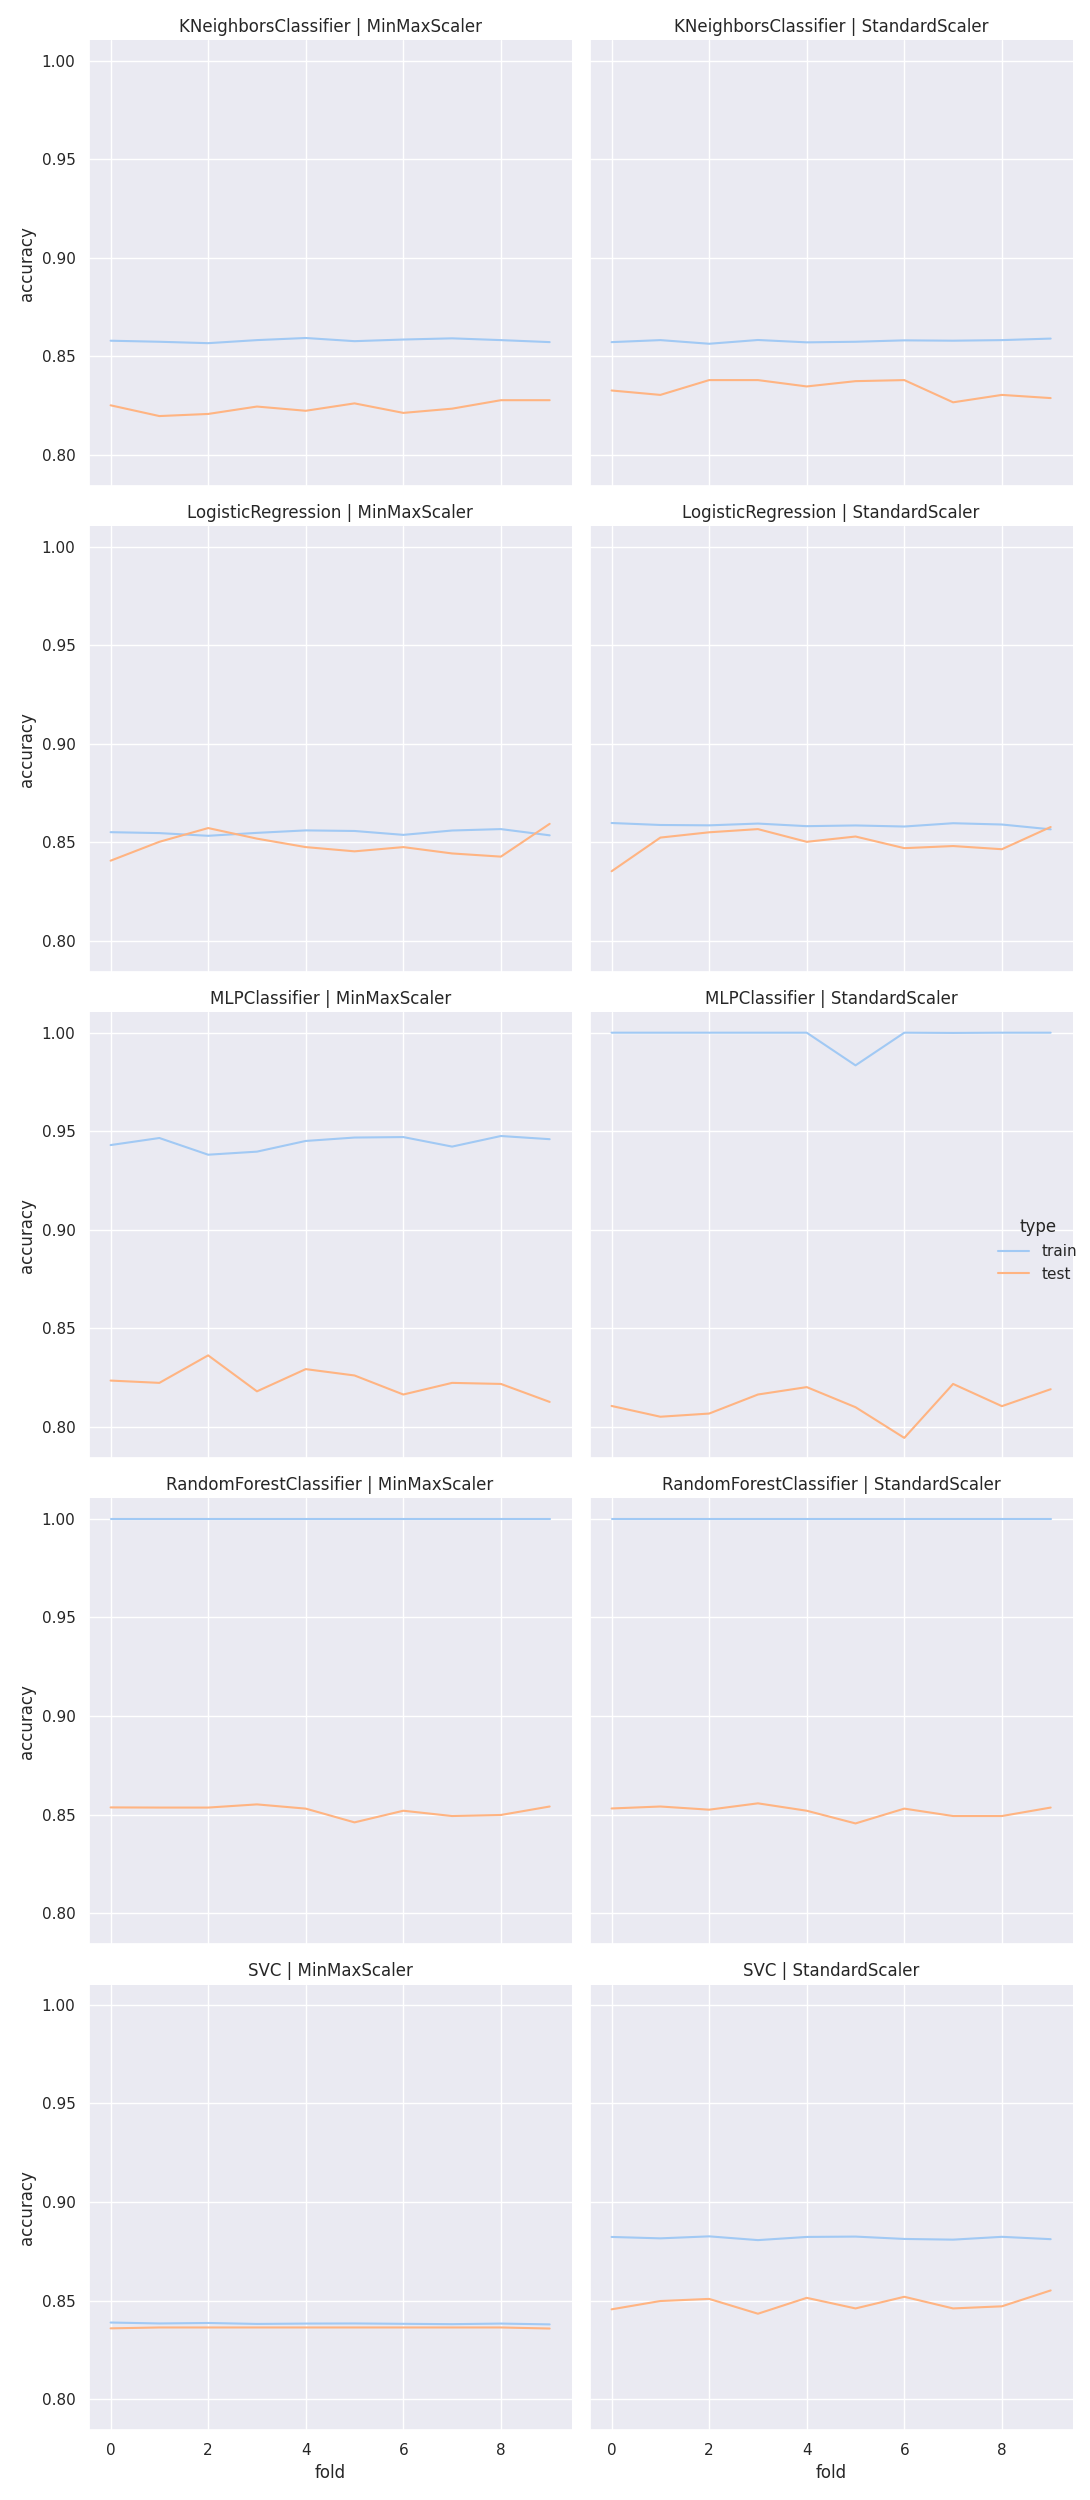 KNeighborsClassifier | MinMaxScaler
KNeighborsClassifier | StandardScaler
1.00
0.95
0.90
0.85
0.80
accuracy
LogisticRegression | MinMaxScaler
LogisticRegression | StandardScaler
1.00
0.95
0.90
0.85
0.80
accuracy
MLPClassifier | MinMaxScaler
MLPClassifier | StandardScaler
1.00
0.95
0.90
0.85
0.80
accuracy
type
train
test
RandomForestClassifier | MinMaxScaler
RandomForestClassifier | StandardScaler
1.00
0.95
0.90
0.85
0.80
accuracy
SVC | MinMaxScaler
SVC | StandardScaler
1.00
0.95
0.90
0.85
0.80
accuracy
0 2 4 6 8
0 2 4 6 8
fold
fold